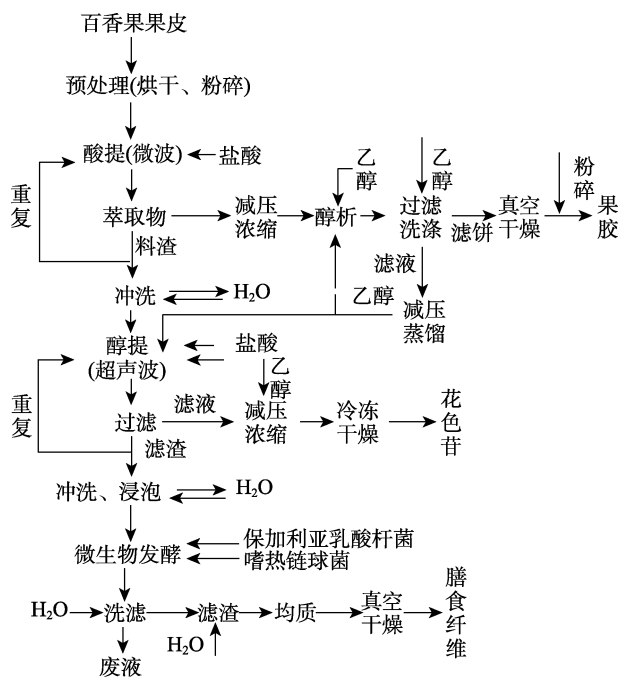 百香果果皮
预处理(烘干、粉碎)
酸提(微波)
盐酸
重复
萃取物
减压浓缩
乙醇
醇析
乙醇
过滤洗涤
滤饼
真空干燥
粉碎
果胶
料渣
滤液
冲洗
H₂O
乙醇
减压蒸馏
醇提
(超声波)
盐酸
乙醇
重复
过滤
滤液
减压浓缩
冷冻干燥
花色苷
滤渣
冲洗、浸泡
H₂O
微生物发酵
保加利亚乳酸杆菌
嗜热链球菌
H₂O
洗滤
滤渣
均质
真空干燥
膳食纤维
H₂O
废液